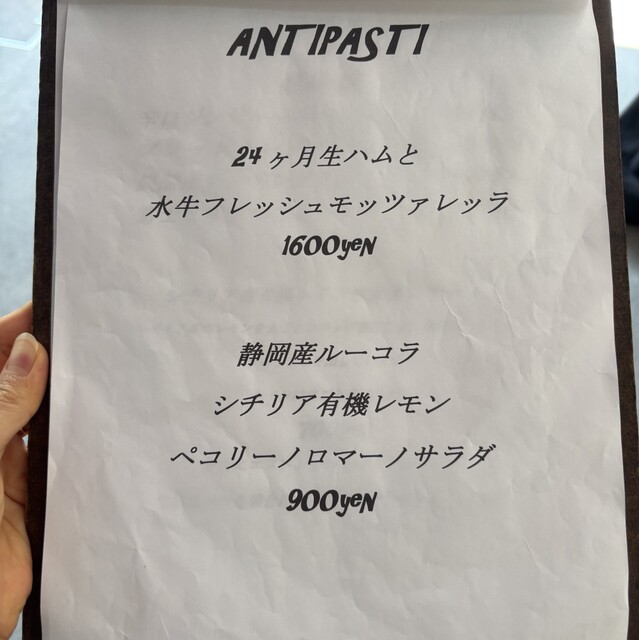 ANTIPASTI
24ヶ月生ハムと
水牛フレッシュモッツァレッラ
1600yeN
静岡産ルーコラ
シチリア有機レモン
ペコリーノロマーノサラダ
900yeN